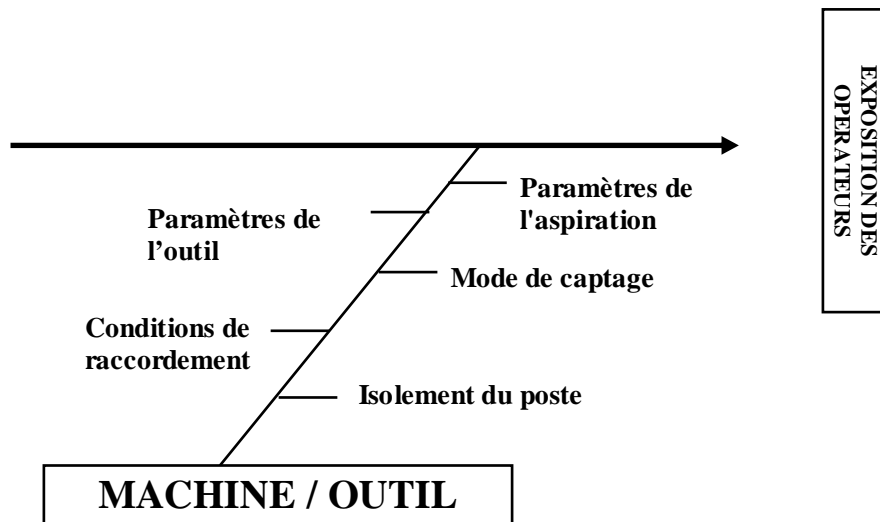 EXPOSITION DES
OPERATEURS
Paramètres de
l'aspiration
Paramètres de
l’outil
Mode de captage
Conditions de
raccordement
Isolement du poste
MACHINE / OUTIL